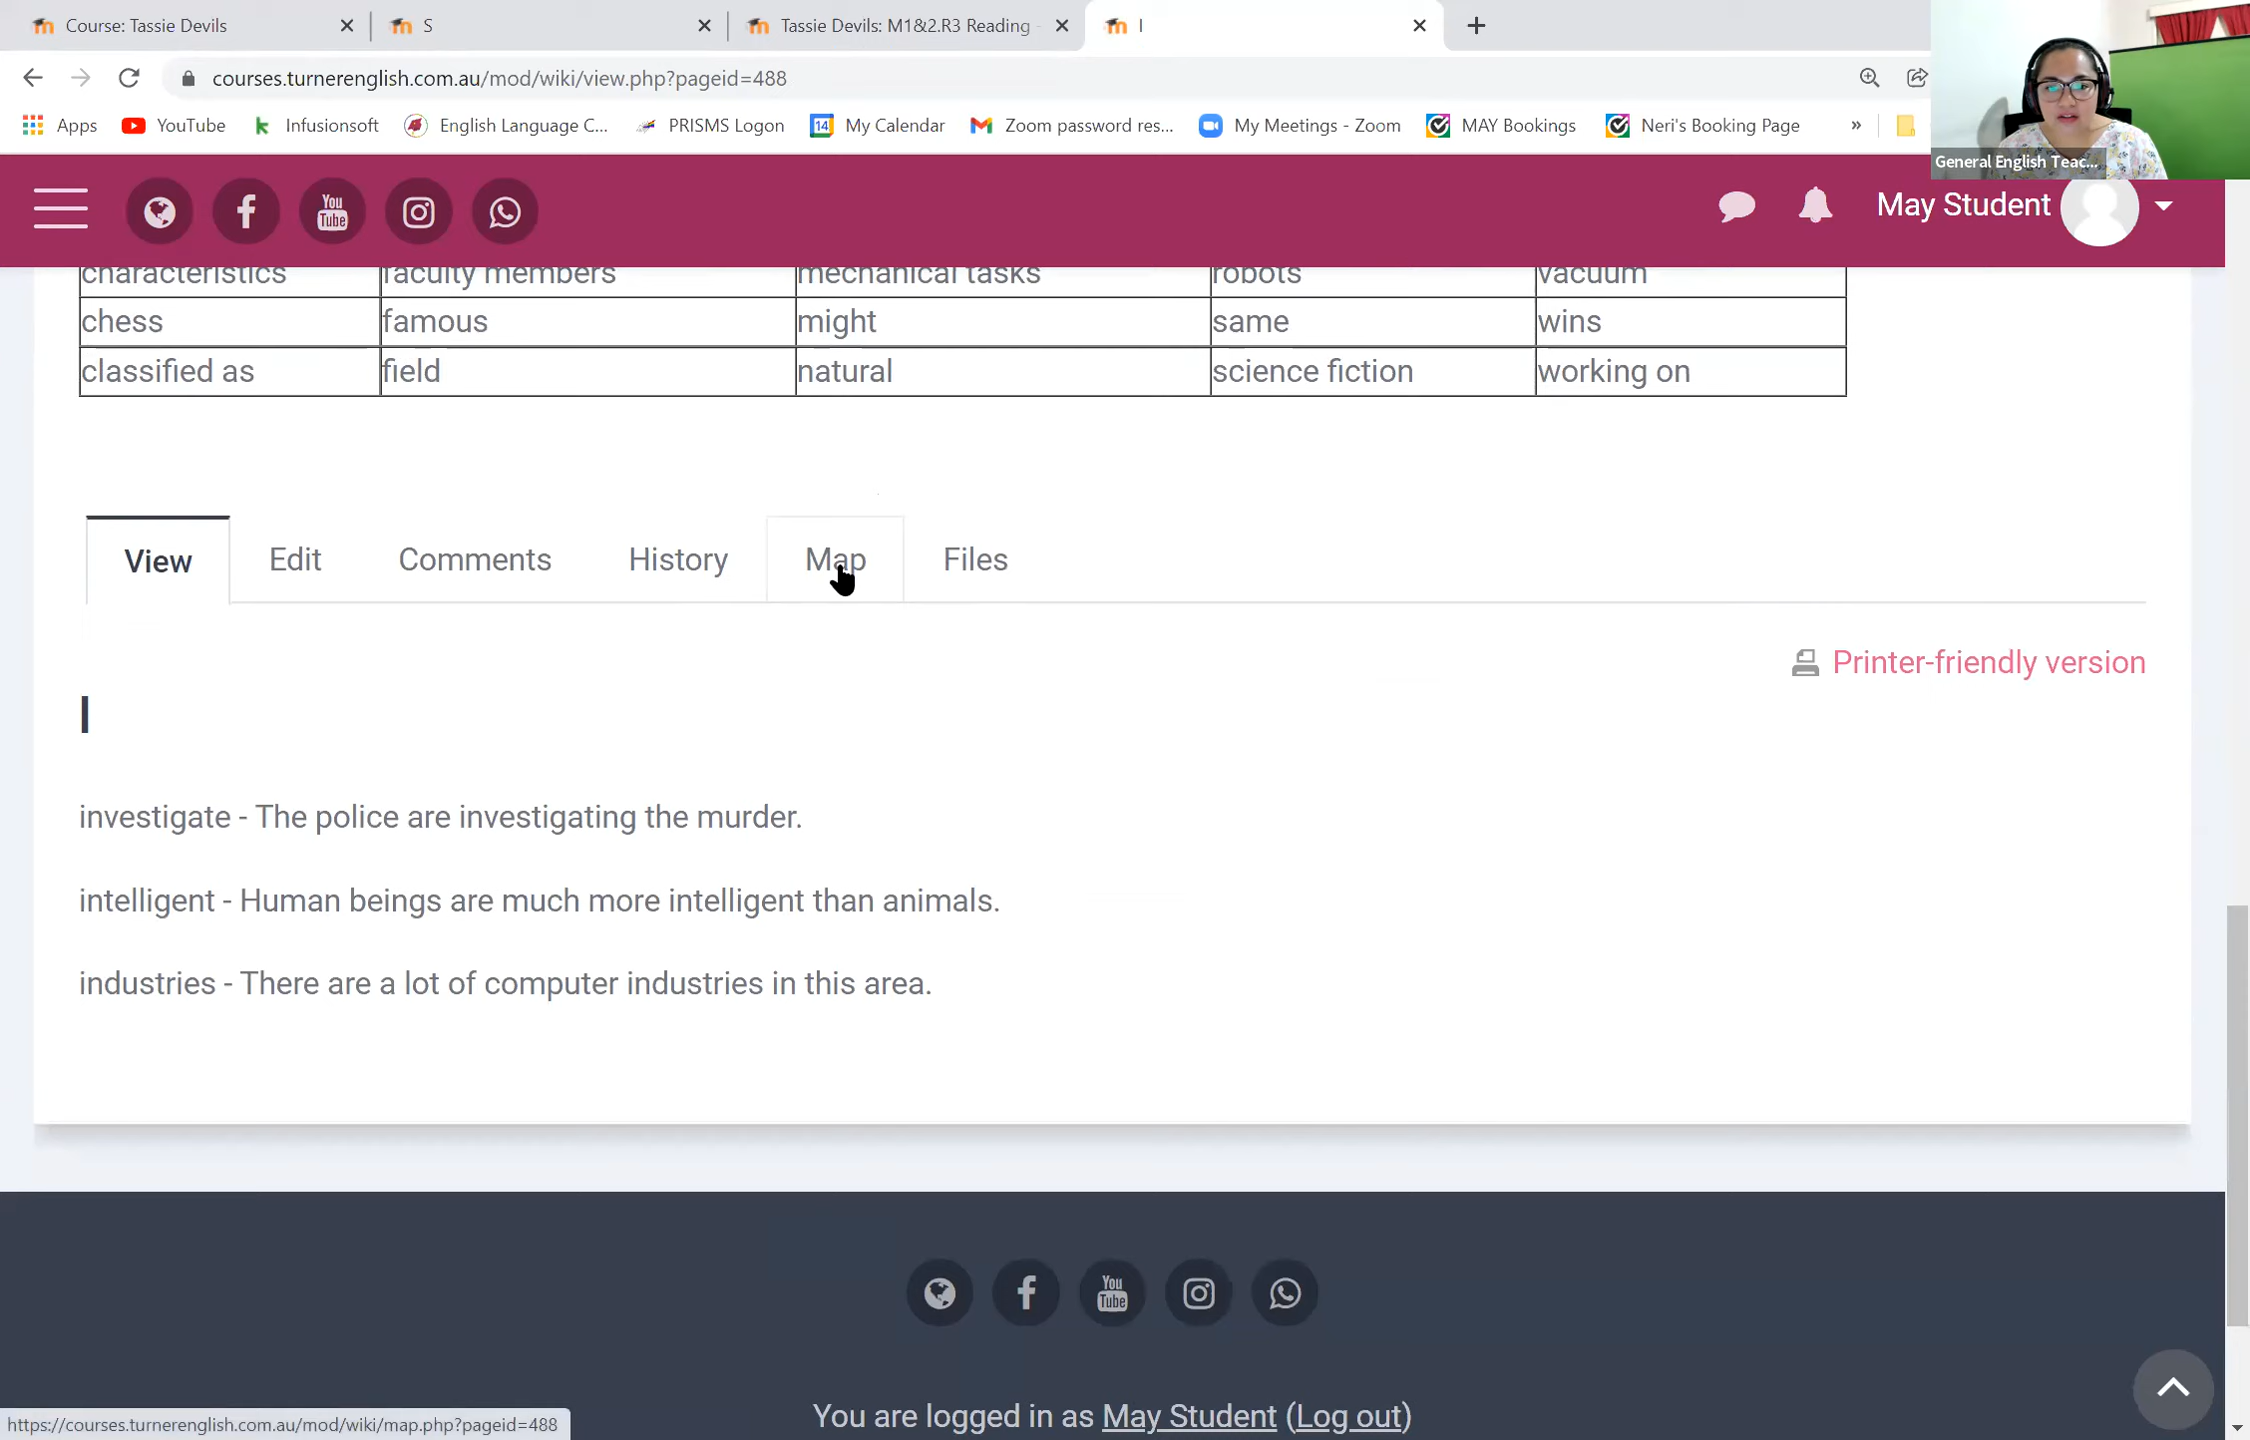 Course: Tassie Devils
S
Tassie Devils: M1&2.R3 Reading
I
courses.turnerenglish.com.au/mod/wiki/view.php?pageid=488
Apps YouTube Infusionsoft English Language C... PRISMS Logon 14 My Calendar Zoom password res... My Meetings - Zoom MAY Bookings Neri's Booking Page »
General English Teac...
You Tube
May Student
characteristics faculty members mechanical tasks robots vacuum
chess famous might same wins
classified as field natural science fiction working on
View Edit Comments History Map Files
Printer-friendly version
I
investigate - The police are investigating the murder.
intelligent - Human beings are much more intelligent than animals.
industries - There are a lot of computer industries in this area.
You Tube
You are logged in as May Student (Log out)
https://courses.turnerenglish.com.au/mod/wiki/map.php?pageid=488